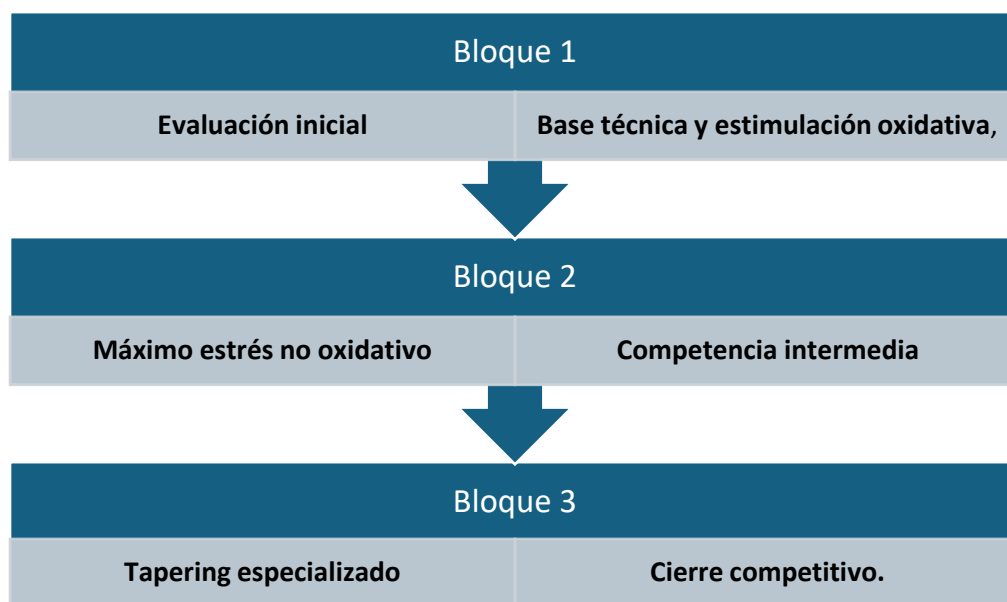 Bloque 1
Evaluación inicial
Base técnica y estimulación oxidativa,
Bloque 2
Máximo estrés no oxidativo
Competencia intermedia
Bloque 3
Tapering especializado
Cierre competitivo.